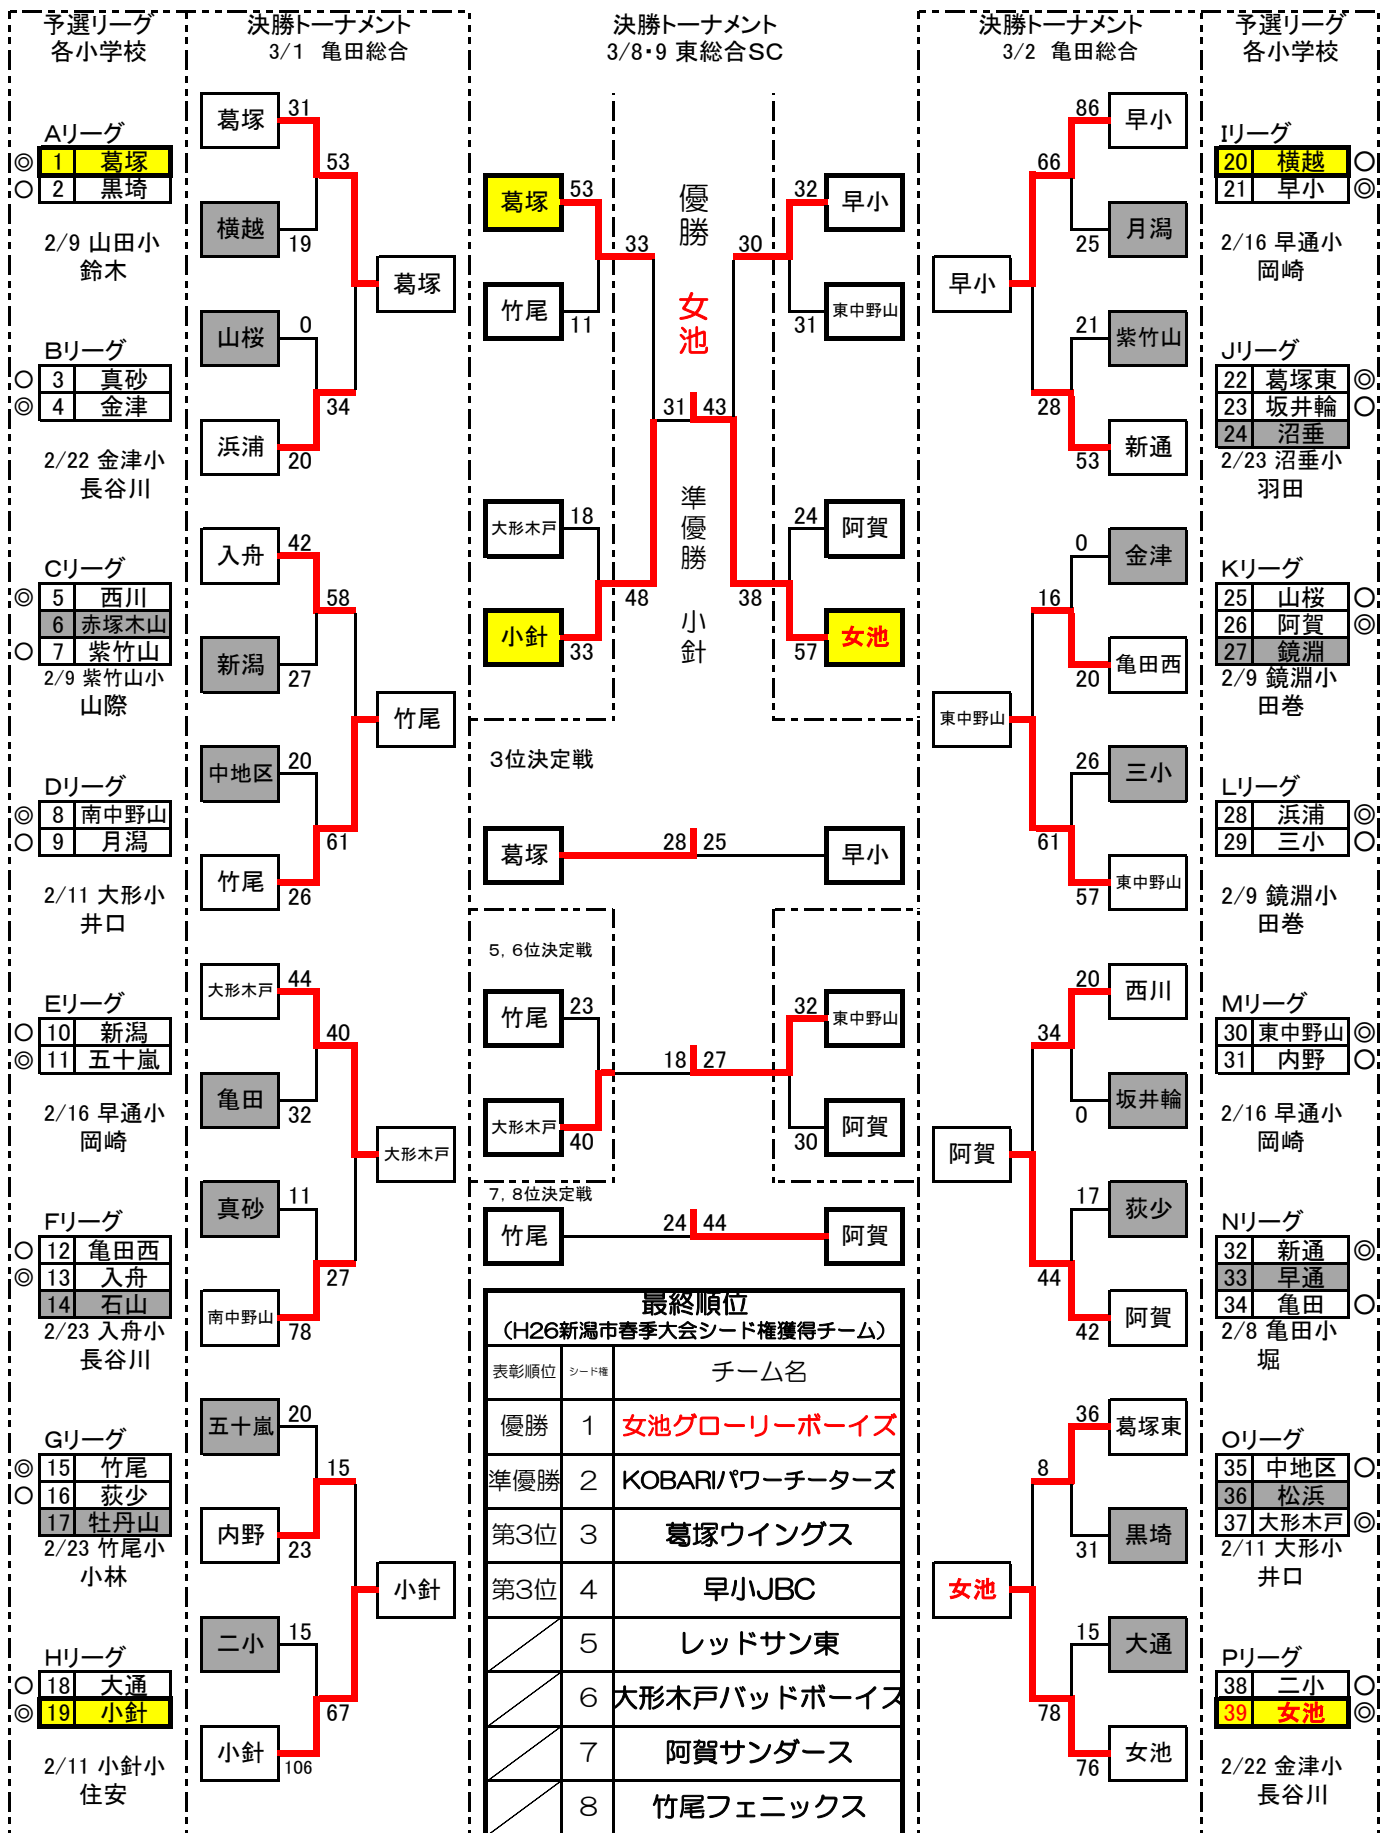 予選リーグ
各小学校
決勝トーナメント
3/1 亀田総合
決勝トーナメント
3/8・9 東総合SC
決勝トーナメント
3/2 亀田総合
予選リーグ
各小学校
Aリーグ
◎ 1 葛塚
○ 2 黒埼
2/9 山田小
鈴木
Bリーグ
○ 3 真砂
◎ 4 金津
2/22 金津小
長谷川
Cリーグ
◎ 5 西川
6 赤塚木山
○ 7 紫竹山
2/9 紫竹山小
山際
Dリーグ
◎ 8 南中野山
○ 9 月潟
2/11 大形小
井口
Eリーグ
○ 10 新潟
◎ 11 五十嵐
2/16 早通小
岡崎
Fリーグ
○ 12 亀田西
◎ 13 入舟
14 石山
2/23 入舟小
長谷川
Gリーグ
◎ 15 竹尾
○ 16 荻少
17 牡丹山
2/23 竹尾小
小林
Hリーグ
○ 18 大通
◎ 19 小針
2/11 小針小
住安
葛塚 31
53
横越 19
葛塚
山桜 0
34
浜浦 20
入舟 42
58
新潟 27
竹尾
中地区 20
61
竹尾 26
大形木戸 44
40
亀田 32
大形木戸
真砂 11
27
南中野山 78
五十嵐 20
15
内野 23
小針
二小 15
67
小針 106
葛塚 53
33
竹尾 11
優勝
女池
32 早小
30
31 東中野山
31 43
大形木戸 18
48
小針 33
準優勝
小針
24 阿賀
38
57 女池
3位決定戦
葛塚 28 25 早小
5,6位決定戦
竹尾 23
大形木戸 40
18 27
32 東中野山
30 阿賀
7,8位決定戦
竹尾 24 44 阿賀
最終順位
（H26新潟市春季大会シード権獲得チーム）
表彰順位 シード権 チーム名
優勝 1 女池グローリーボーイズ
準優勝 2 KOBARIパワーチーターズ
第3位 3 葛塚ウイングス
第3位 4 早小JBC
5 レッドサン東
6 大形木戸バッドボーイズ
7 阿賀サンダース
8 竹尾フェニックス
86 早小
66
25 月潟
早小
21 紫竹山
28
53 新通
0 金津
16
20 亀田西
東中野山
26 三小
61
57 東中野山
20 西川
34
0 坂井輪
阿賀
17 荻少
44
42 阿賀
36 葛塚東
8
31 黒埼
女池
15 大通
78
76 女池
Iリーグ
20 横越 ○
21 早小 ◎
2/16 早通小
岡崎
Jリーグ
22 葛塚東 ◎
23 坂井輪 ○
24 沼垂
2/23 沼垂小
羽田
Kリーグ
25 山桜 ○
26 阿賀 ◎
27 鏡淵
2/9 鏡淵小
田巻
Lリーグ
28 浜浦 ◎
29 三小 ○
2/9 鏡淵小
田巻
Mリーグ
30 東中野山 ◎
31 内野 ○
2/16 早通小
岡崎
Nリーグ
32 新通 ◎
33 早通
34 亀田 ○
2/8 亀田小
堀
Oリーグ
35 中地区 ○
36 松浜
37 大形木戸 ◎
2/11 大形小
井口
Pリーグ
38 二小 ○
39 女池 ◎
2/22 金津小
長谷川